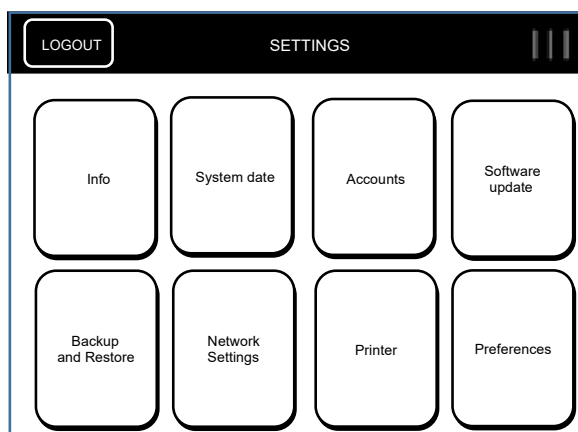 LOGOUT
SETTINGS
Info
System date
Accounts
Software
update
Backup
and Restore
Network
Settings
Printer
Preferences